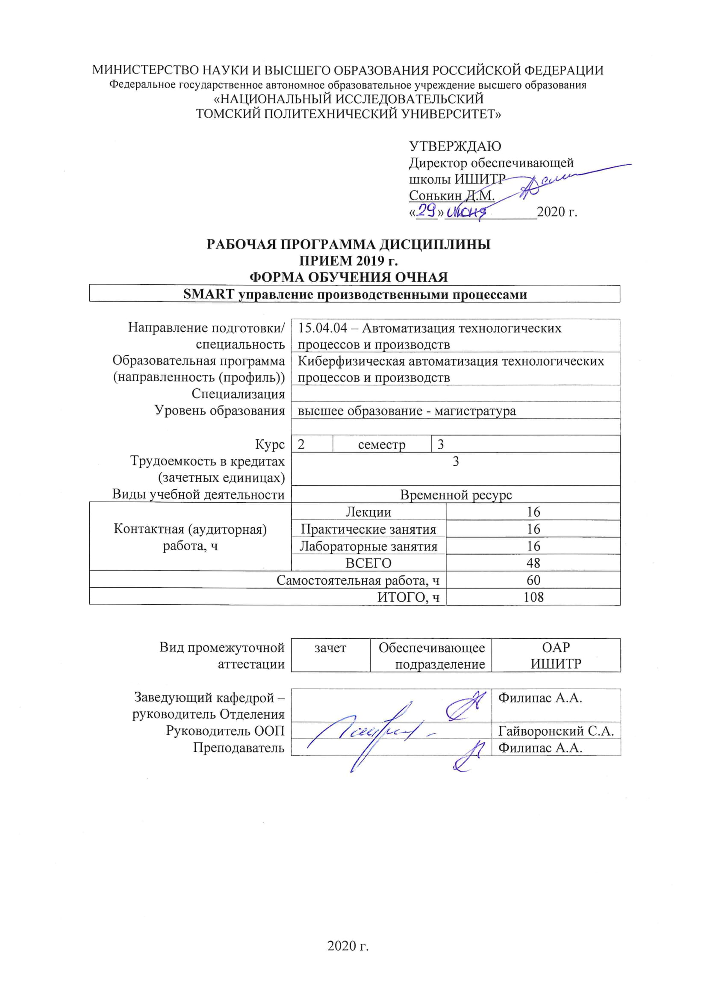 МИНИСТЕРСТВО НАУКИ И ВЫСШЕГО ОБРАЗОВАНИЯ РОССИЙСКОЙ ФЕДЕРАЦИИ
Федеральное государственное автономное образовательное учреждение высшего образования
«НАЦИОНАЛЬНЫЙ ИССЛЕДОВАТЕЛЬСКИЙ
ТОМСКИЙ ПОЛИТЕХНИЧЕСКИЙ УНИВЕРСИТЕТ»
УТВЕРЖДАЮ
Директор обеспечивающей
школы ИШИТР
Сонькин Д.М.
«29» июня 2020 г.
РАБОЧАЯ ПРОГРАММА ДИСЦИПЛИНЫ
ПРИЕМ 2019 г.
ФОРМА ОБУЧЕНИЯ ОЧНАЯ
SMART управление производственными процессами
Направление подготовки/ 15.04.04 – Автоматизация технологических
специальность процессов и производств
Образовательная программа Киберфизическая автоматизация технологических
(направленность (профиль)) процессов и производств
Специализация
Уровень образования высшее образование - магистратура
Курс 2 семестр 3
Трудоемкость в кредитах 3
(зачетных единицах)
Виды учебной деятельности Временной ресурс
Лекции 16
Контактная (аудиторная) Практические занятия 16
работа, ч Лабораторные занятия 16
ВСЕГО 48
Самостоятельная работа, ч 60
ИТОГО, ч 108
Вид промежуточной зачет Обеспечивающее ОАР
аттестации подразделение ИШИТР
Заведующий кафедрой – Филипас А.А.
руководитель Отделения
Руководитель ООП Гайворонский С.А.
Преподаватель Филипас А.А.
2020 г.